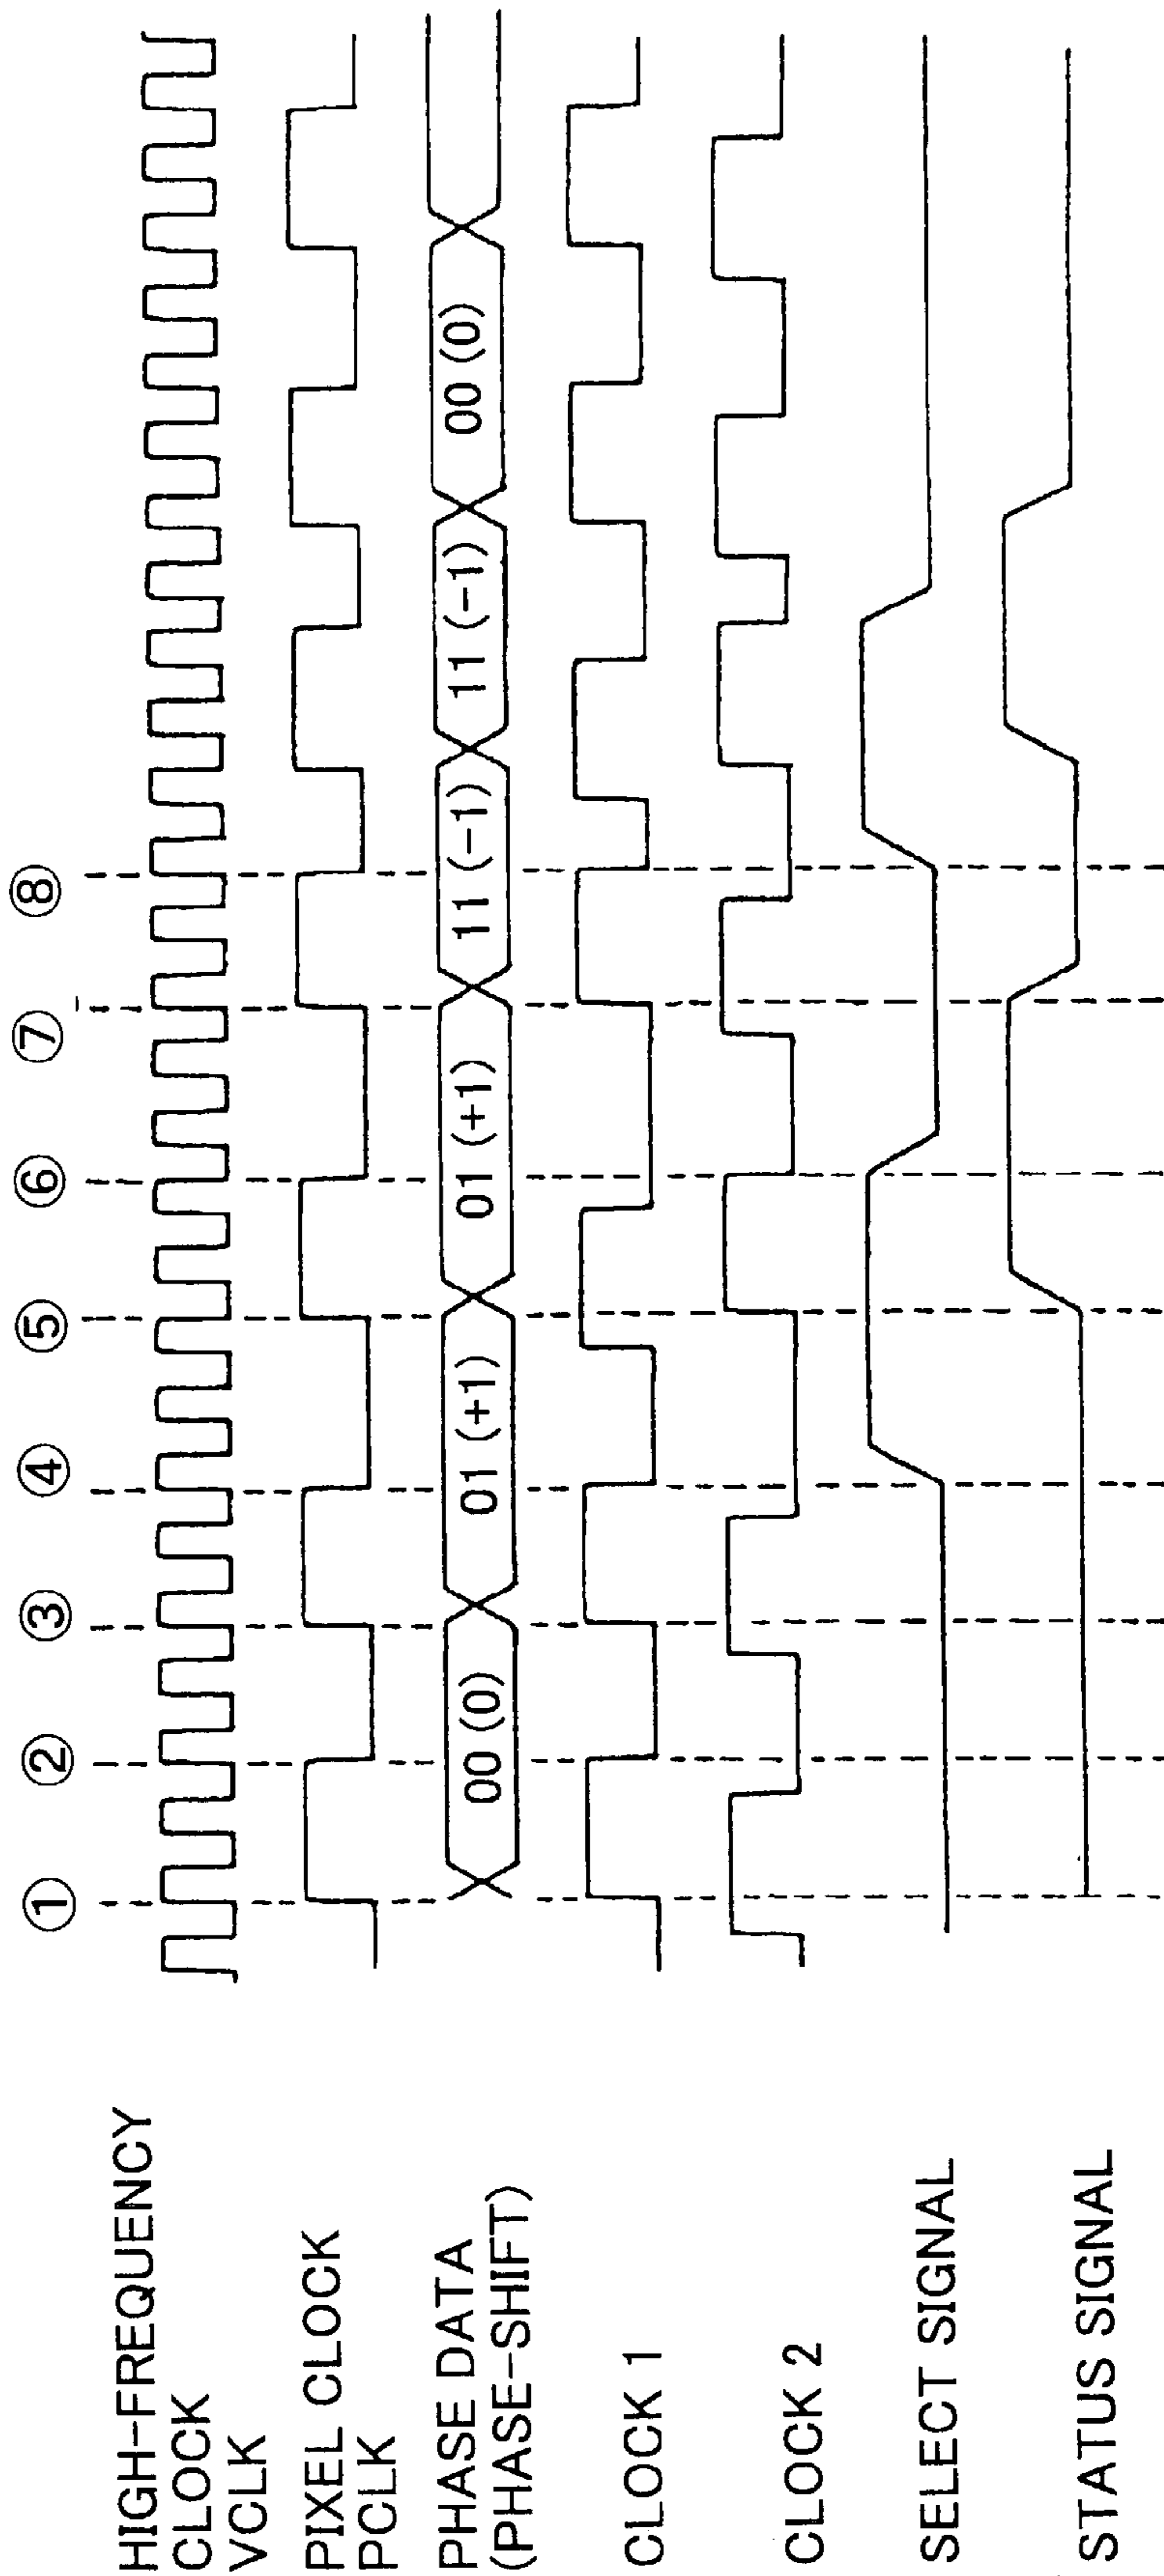 ① ② ③ ④ ⑤ ⑥ ⑦ ⑧
HIGH-FREQUENCY
CLOCK
VCLK
PIXEL CLOCK
PCLK
PHASE DATA
(PHASE-SHIFT)
00 (0) 01 (+1) 01 (+1) 11 (-1) 11 (-1) 00 (0)
CLOCK 1
CLOCK 2
SELECT SIGNAL
STATUS SIGNAL